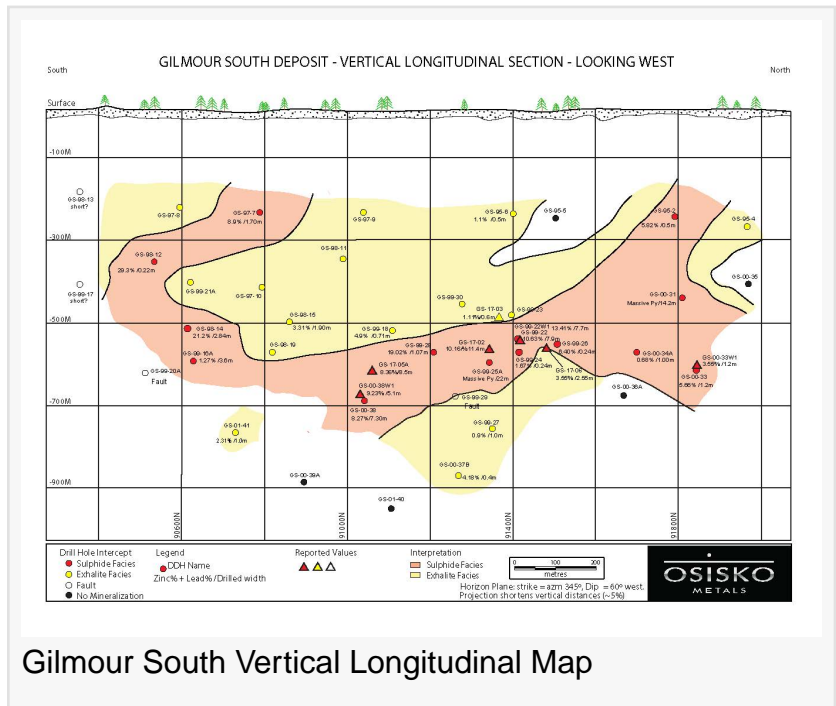 GILMOUR SOUTH DEPOSIT - VERTICAL LONGITUDINAL SECTION - LOOKING WEST
South
North
Surface
-100M
GS-98-13
short?
GS-97-8
GS-97-7
8.9% /1.70m
GS-97-9
GS-95-6
1.1% /0.5m
GS-95-5
GS-95-2
5.82% /0.5m
GS-95-4
-300M
GS-98-12
29.3% /0.22m
GS-98-11
GS-99-17
short?
GS-99-21A
GS-97-10
GS-99-30
GS-00-31
Massive Py/14.2m
GS-00-35
GS-17-03
GS-99-23
-500M
GS-98-15
3.31% /1.90m
GS-98-14
21.2% /2.84m
GS-99-18
4.9% /0.71m
GS-99-22W1
13.41% /7.7m
GS-99-22
10.63% /7.9m
GS-98-19
GS-99-28
19.02% /1.07m
GS-17-02
10.16%/11.4m
GS-99-26
6.40% /0.24m
GS-99-16A
1.27% /3.6m
GS-99-25A
Massive Py/22m
GS-99-24
1.67% /0.24m
GS-00-34A
0.68% /1.00m
GS-00-33W1
3.55% /1.2m
GS-00-33
6.66% /1.2m
GS-99-20A
Fault
GS-17-05A
8.38%/8.5m
3.56% /2.55m
GS-00-38W1
9.23%/5.1m
GS-00-38
8.27%/7.30m
GS-99-29
Fault
GS-00-36A
-700M
GS-01-41
2.31% /1.0m
GS-99-27
0.8% /1.0m
GS-00-39A
GS-00-37B
4.18% /0.4m
-900M
GS-01-40
90600N
91000N
91400N
91800N
Drill Hole Intercept
Sulphide Facies
Exhalite Facies
Fault
No Mineralization
Legend
DDH Name
Zinc% + Lead% /Drilled width
Reported Values
Interpretation
Sulphide Facies
Exhalite Facies
0 100 200
metres
Horizon Plane: strike = azm 345º, Dip = 60º west.
Projection shortens vertical distances (~5%)
OSISKO
METALS
Gilmour South Vertical Longitudinal Map